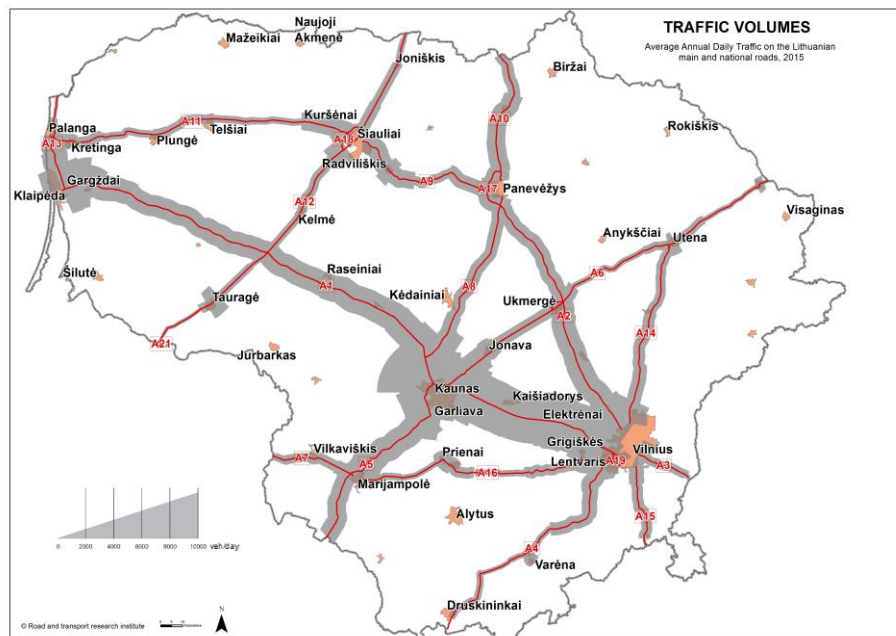 TRAFFIC VOLUMES
Average Annual Daily Traffic on the Lithuanian
main and national roads, 2015
Naujoji
Akmenė
Mažeikiai
Joniškis
Biržai
Kuršėnai
A10
Rokiškis
Palanga
A11
Telšiai
A18
Šiauliai
A13
Kretinga
Plungė
Radviliškis
Gargždai
A9
A17
Panevėžys
Klaipėda
A12
Kelmė
Visaginas
Anykščiai
Utena
Šilutė
Raseiniai
A6
A1
A8
Kėdainiai
Ukmergė
Tauragė
A2
A14
A21
Jonava
Jurbarkas
Kaunas
Kaišiadorys
Garliava
Elektrėnai
Grigiškės
Vilnius
Vilkaviškis
Prienai
Lentvaris
A19
A3
A7
A5
A16
Marijampolė
Alytus
A15
A4
Varėna
Druskininkai
0 2000 4000 6000 8000 10000 veh/day
N
© Road and transport research institute